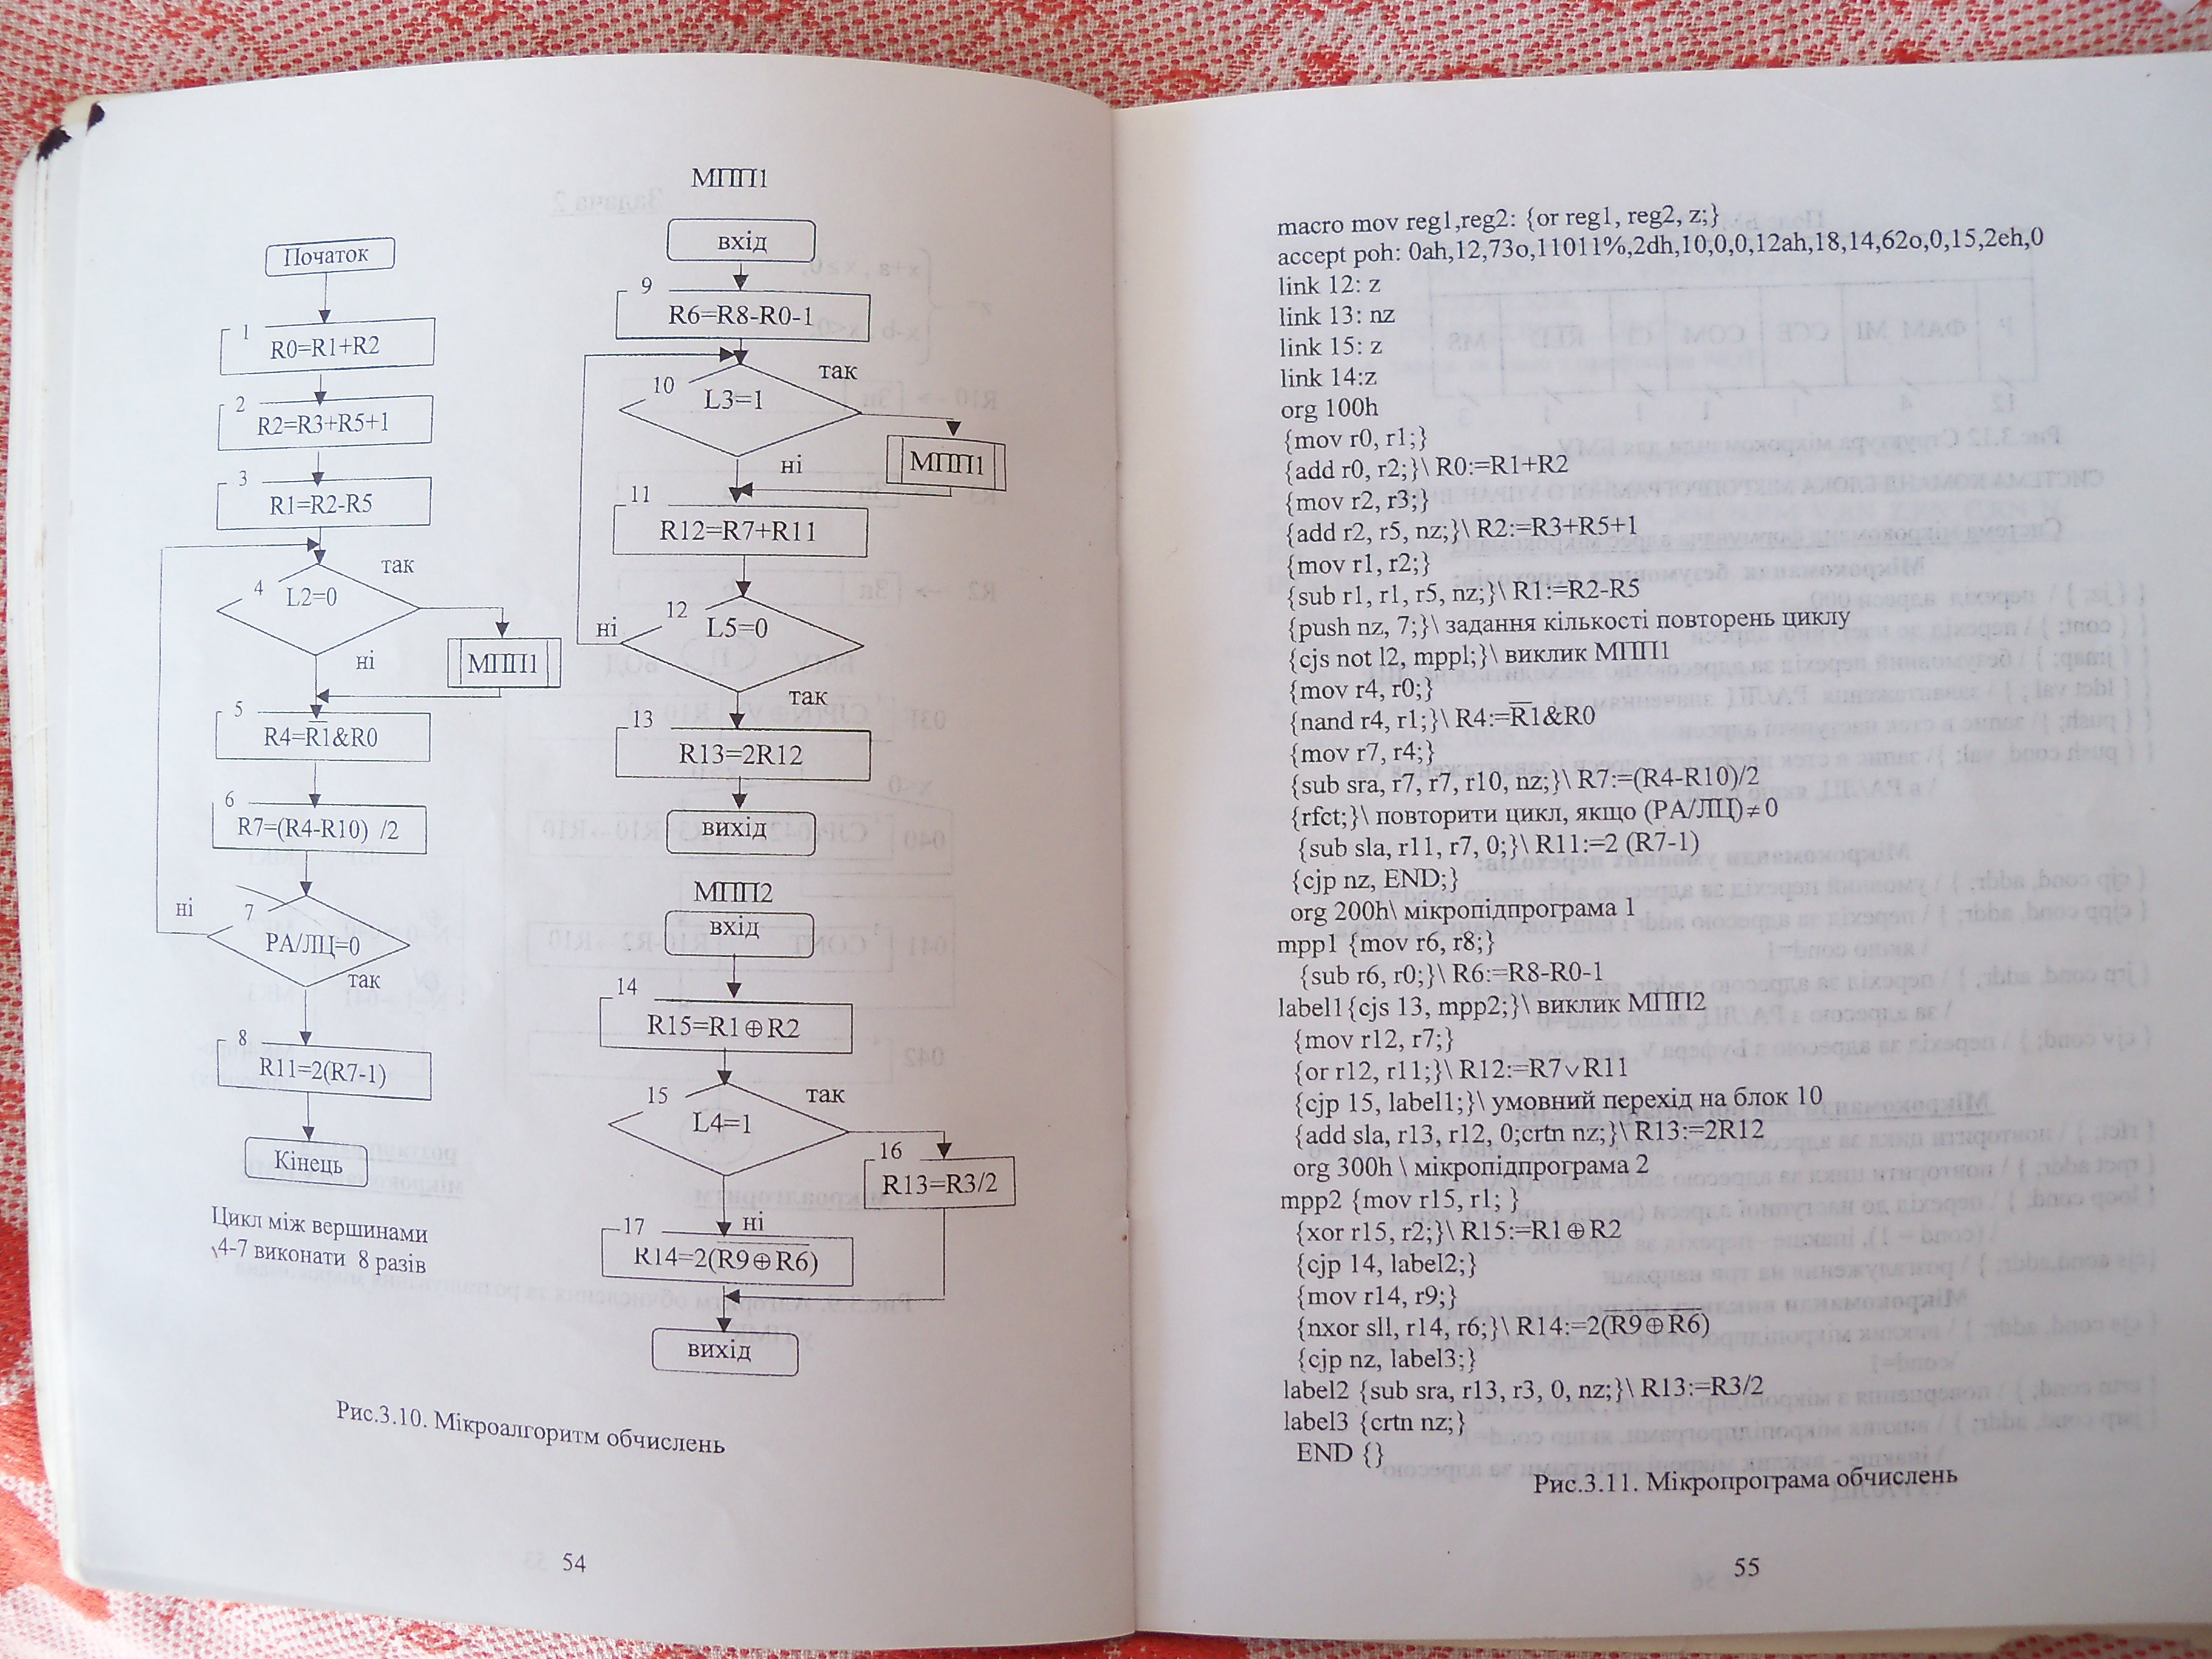 МПП1
Початок
1
R0=R1+R2
2
R2=R3+R5+1
3
R1=R2-R5
4
L2=0
так
МПП1
ні
5
R4=R̅1̅&R0
6
R7=(R4-R10) /2
ні
7
РА/ЛЦ=0
так
8
R11=2(R7-1)
Кінець
Цикл між вершинами
4-7 виконати 8 разів
вхід
9
R6=R8-R0-1
10
L3=1
так
МПП1
ні
11
R12=R7+R11
12
L5=0
ні
так
13
R13=2R12
вихід
МПП2
вхід
14
R15=R1⊕R2
15
L4=1
так
16
R13=R3/2
ні
17
R14=2(R̅9̅⊕̅R̅6̅)
вихід
Рис.3.10. Мікроалгоритм обчислень
54
macro mov reg1,reg2: {or reg1, reg2, z;}
accept poh: 0ah,12,73o,11011%,2dh,10,0,0,12ah,18,14,62o,0,15,2eh,0
link 12: z
link 13: nz
link 15: z
link 14:z
org 100h
{mov r0, r1;}
{add r0, r2;}\ R0:=R1+R2
{mov r2, r3;}
{add r2, r5, nz;}\ R2:=R3+R5+1
{mov r1, r2;}
{sub r1, r1, r5, nz;}\ R1:=R2-R5
{push nz, 7;}\ задання кількості повторень циклу
{cjs not l2, mppl;}\ виклик МПП1
{mov r4, r0;}
{nand r4, r1;}\ R4:=R̅1&R0
{mov r7, r4;}
{sub sra, r7, r7, r10, nz;}\ R7:=(R4-R10)/2
{rfct;}\ повторити цикл, якщо (РА/ЛЦ)≠0
{sub sla, r11, r7, 0;}\ R11:=2 (R7-1)
{cjp nz, END;}
org 200h\ мікропідпрограма 1
mpp1 {mov r6, r8;}
{sub r6, r0;}\ R6:=R8-R0-1
label1{cjs 13, mpp2;}\ виклик МПП2
{mov r12, r7;}
{or r12, r11;}\ R12:=R7∨R11
{cjp 15, label1;}\ умовний перехід на блок 10
{add sla, r13, r12, 0;crtn nz;}\ R13:=2R12
org 300h \ мікропідпрограма 2
mpp2 {mov r15, r1; }
{xor r15, r2;}\ R15:=R1⊕R2
{cjp 14, label2;}
{mov r14, r9;}
{nxor sll, r14, r6;}\ R14:=2(R̅9̅⊕̅R̅6̅)
{cjp nz, label3;}
label2 {sub sra, r13, r3, 0, nz;}\ R13:=R3/2
label3 {crtn nz;}
END {}
Рис.3.11. Мікропрограма обчислень
55